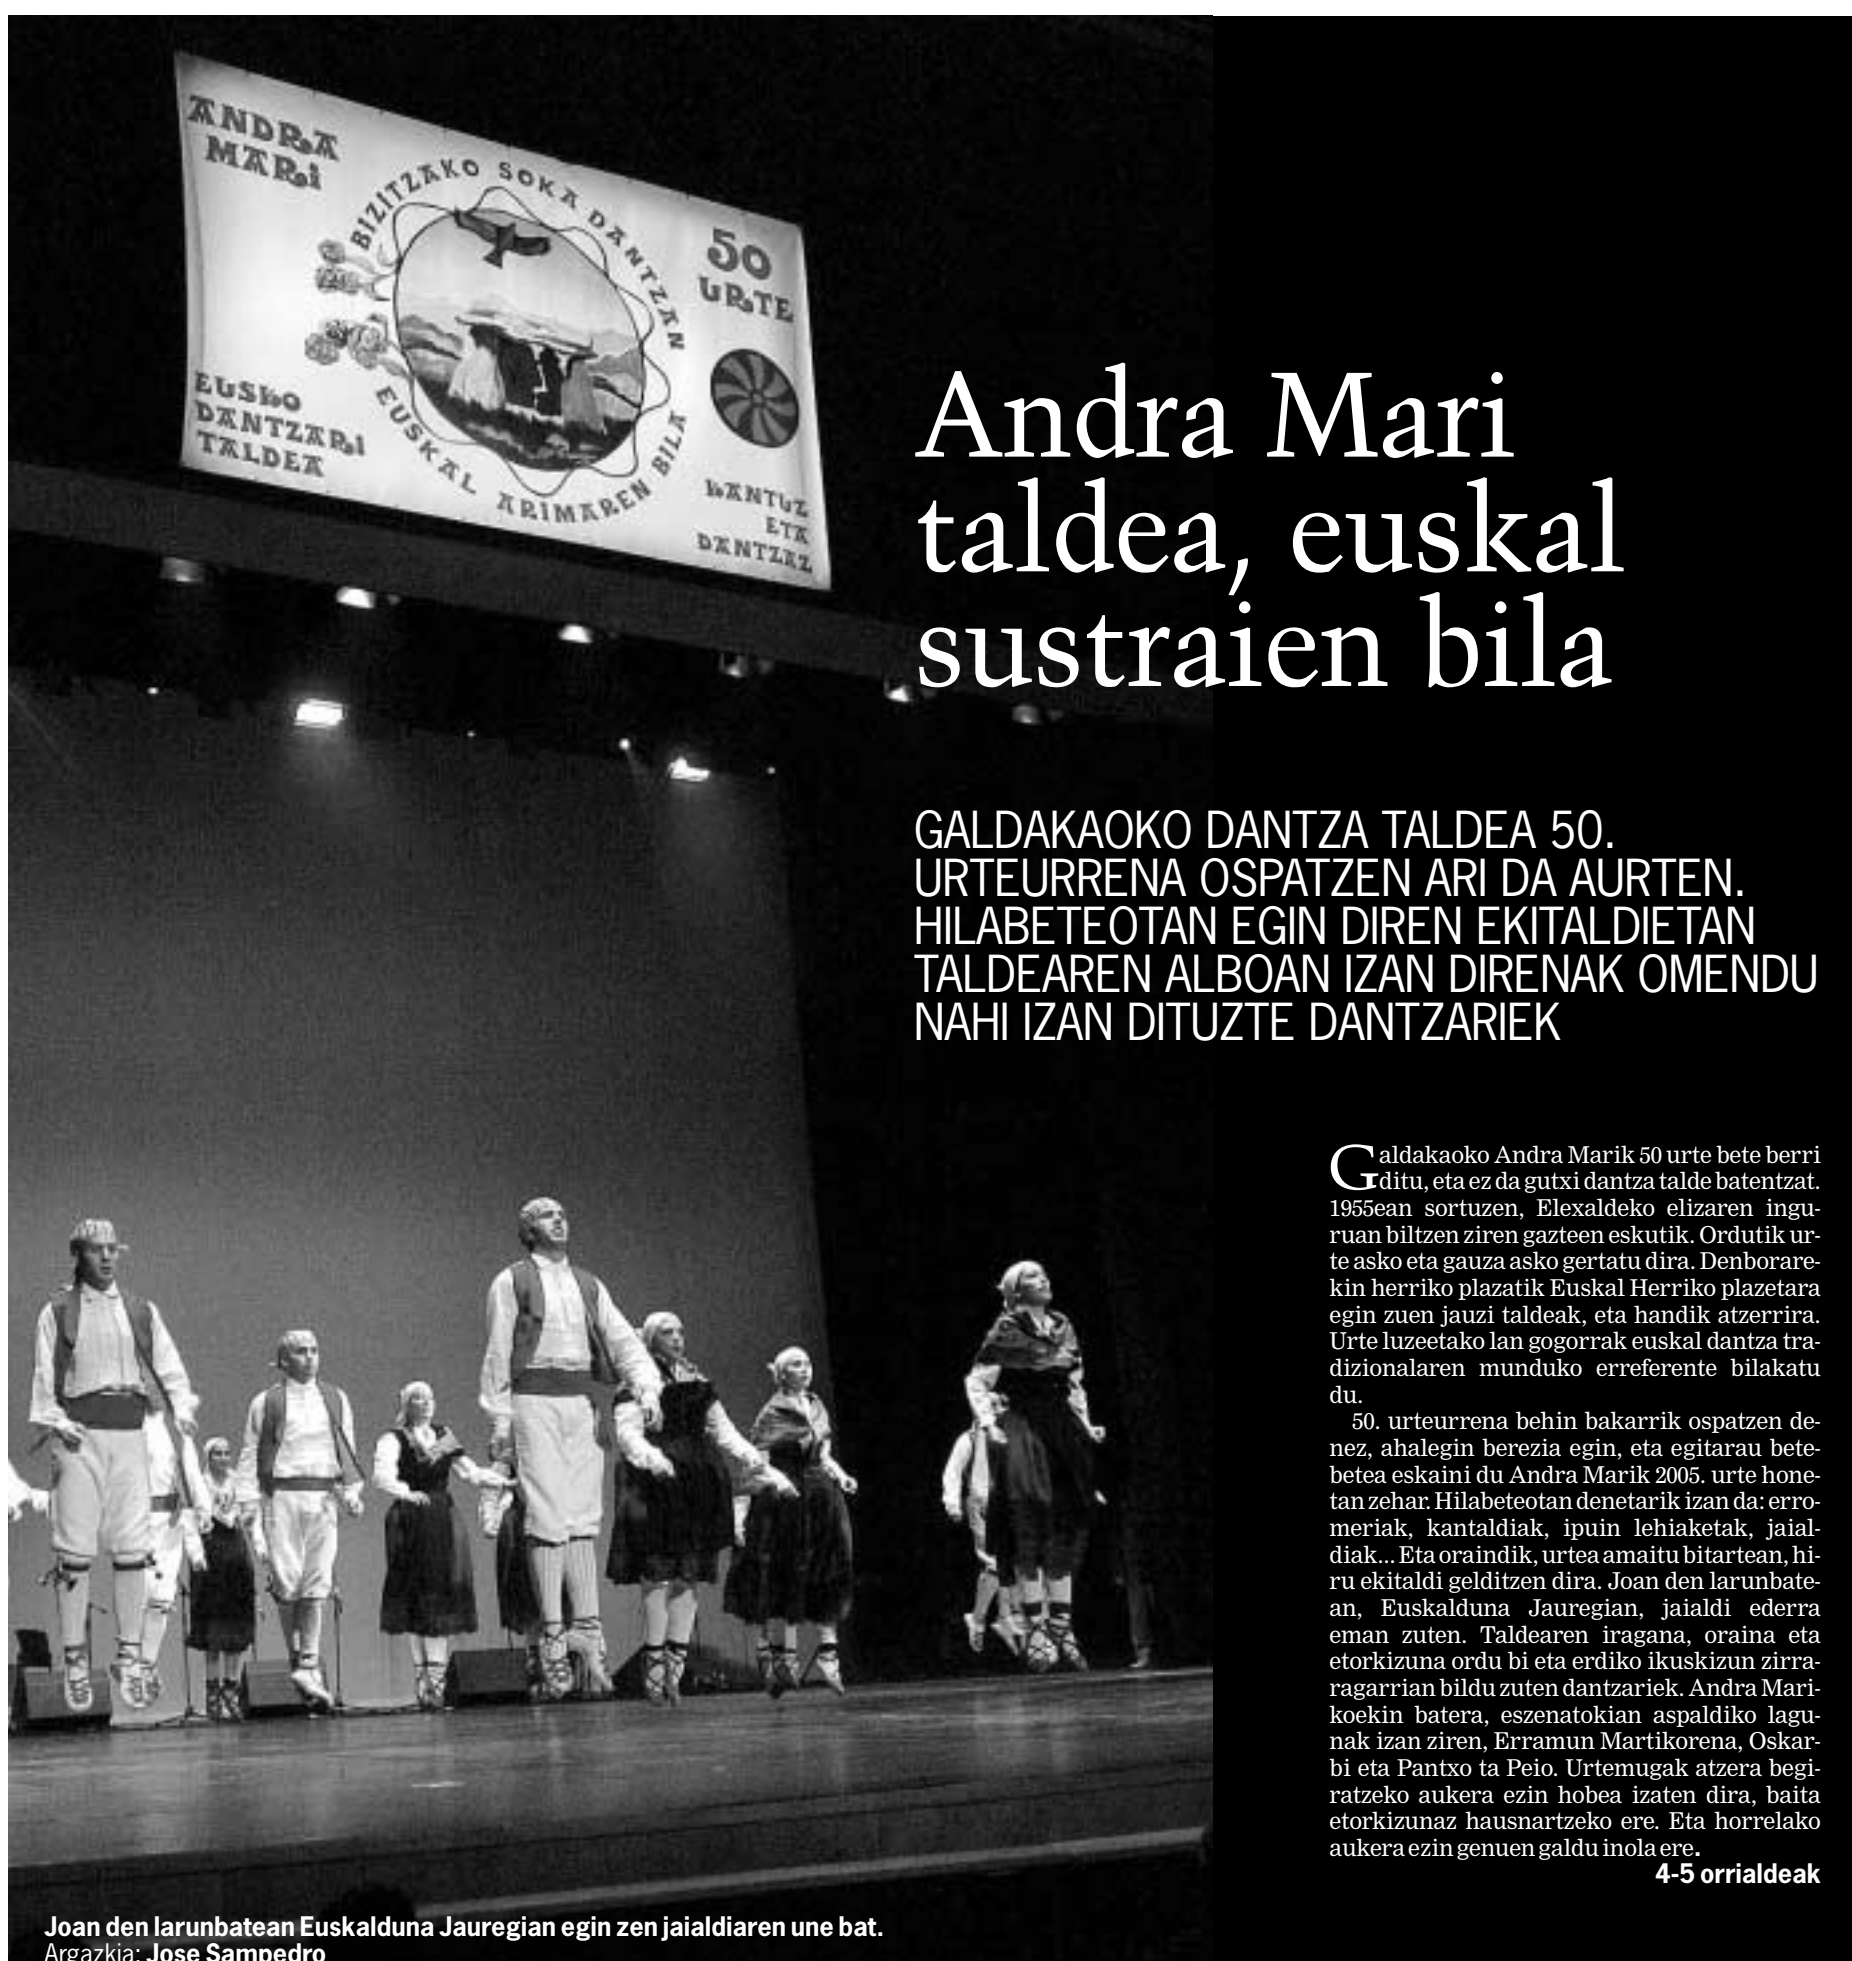 ANDRA
MARi
BIZITZAKO SOKA DANTZAN
EUSKAL ARIMAREN BILA
50
URTE
EUSKO
DANTZARi
TALDEA
KANTUZ
ETA
DANTZAZ
Andra Mari
taldea, euskal
sustraien bila
GALDAKAOKO DANTZA TALDEA 50.
URTEURRENA OSPATZEN ARI DA AURTEN.
HILABETEOTAN EGIN DIREN EKITALDIETAN
TALDEAREN ALBOAN IZAN DIRENAK OMENDU
NAHI IZAN DITUZTE DANTZARIEK
Galdakaoko Andra Marik 50 urte bete berri
ditu, eta ez da gutxi dantza talde batentzat.
1955ean sortuzen, Elexaldeko elizaren ingu-
ruan biltzen ziren gazteen eskutik. Ordutik ur-
te asko eta gauza asko gertatu dira. Denborare-
kin herriko plazatik Euskal Herriko plazetara
egin zuen jauzi taldeak, eta handik atzerrira.
Urte luzeetako lan gogorrak euskal dantza tra-
dizionalaren munduko erreferente bilakatu
du.
50. urteurrena behin bakarrik ospatzen de-
nez, ahalegin berezia egin, eta egitarau bete-
betea eskaini du Andra Marik 2005. urte hone-
tan zehar. Hilabeteotan denetarik izan da: erro-
meriak, kantaldiak, ipuin lehiaketak, jaial-
diak... Eta oraindik, urtea amaitu bitartean, hi-
ru ekitaldi gelditzen dira. Joan den larunbate-
an, Euskalduna Jauregian, jaialdi ederra
eman zuten. Taldearen iragana, oraina eta
etorkizuna ordu bi eta erdiko ikuskizun zirra-
ragarrian bildu zuten dantzariek. Andra Mari-
koekin batera, eszenatokian aspaldiko lagu-
nak izan ziren, Erramun Martikorena, Oskar-
bi eta Pantxo ta Peio. Urtemugak atzera begi-
ratzeko aukera ezin hobea izaten dira, baita
etorkizunaz hausnartzeko ere. Eta horrelako
aukera ezin genuen galdu inola ere.
4-5 orrialdeak
Joan den larunbatean Euskalduna Jauregian egin zen jaialdiaren une bat.
Argazkia: Jose Sampedro